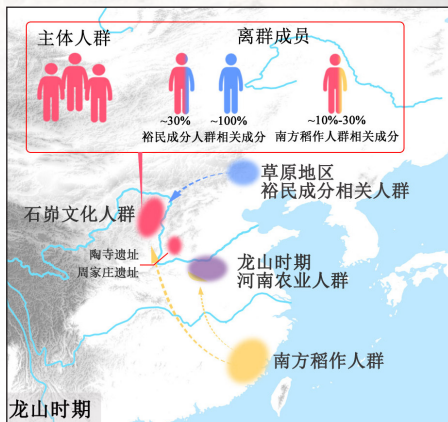 主体人群
离群成员
~30%
~100%
~10%-30%
裕民成分人群相关成分
南方稻作人群相关成分
草原地区
裕民成分相关人群
石峁文化人群
陶寺遗址
周家庄遗址
龙山时期
河南农业人群
南方稻作人群
龙山时期